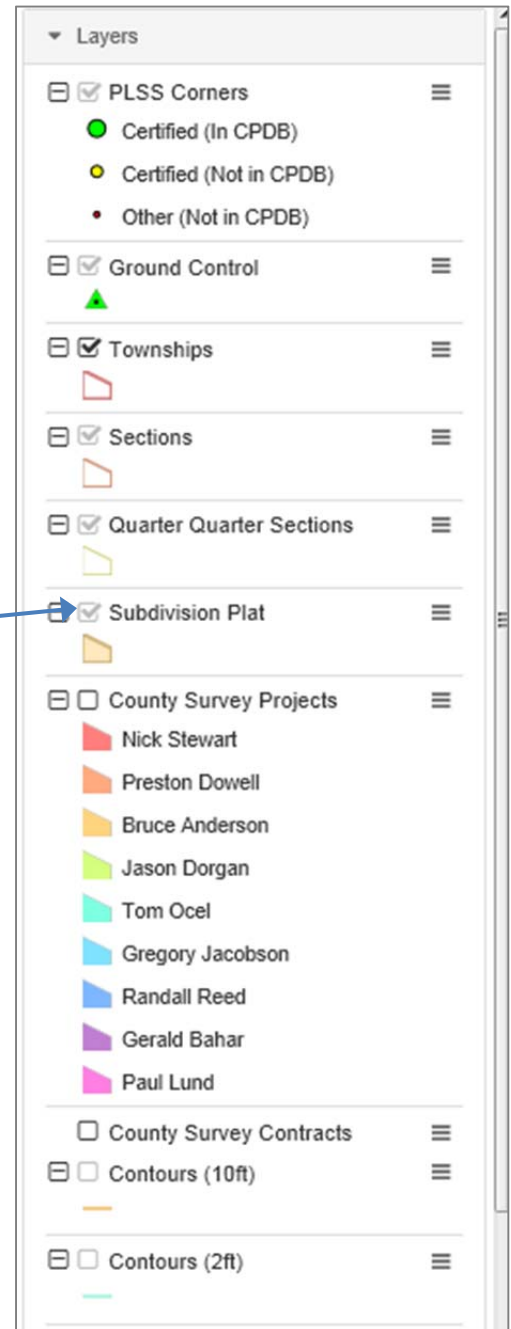 Layers
PLSS Corners
Certified (In CPDB)
Certified (Not in CPDB)
Other (Not in CPDB)
Ground Control
Townships
Sections
Quarter Quarter Sections
Subdivision Plat
County Survey Projects
Nick Stewart
Preston Dowell
Bruce Anderson
Jason Dorgan
Tom Ocel
Gregory Jacobson
Randall Reed
Gerald Bahar
Paul Lund
County Survey Contracts
Contours (10ft)
Contours (2ft)